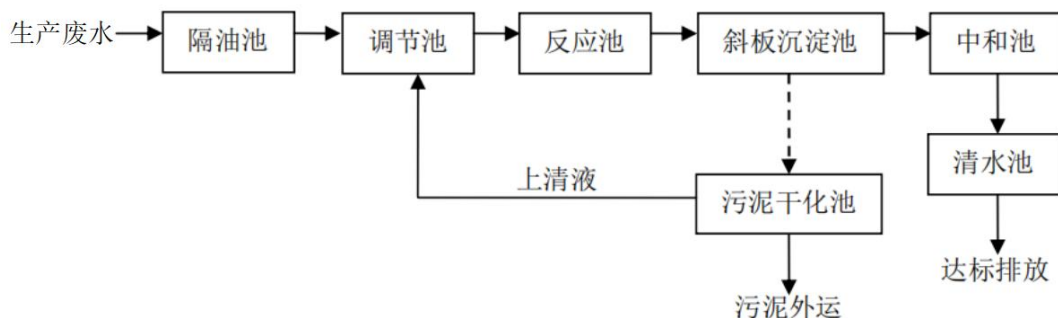 生产废水
隔油池
调节池
反应池
斜板沉淀池
中和池
清水池
上清液
污泥干化池
达标排放
污泥外运